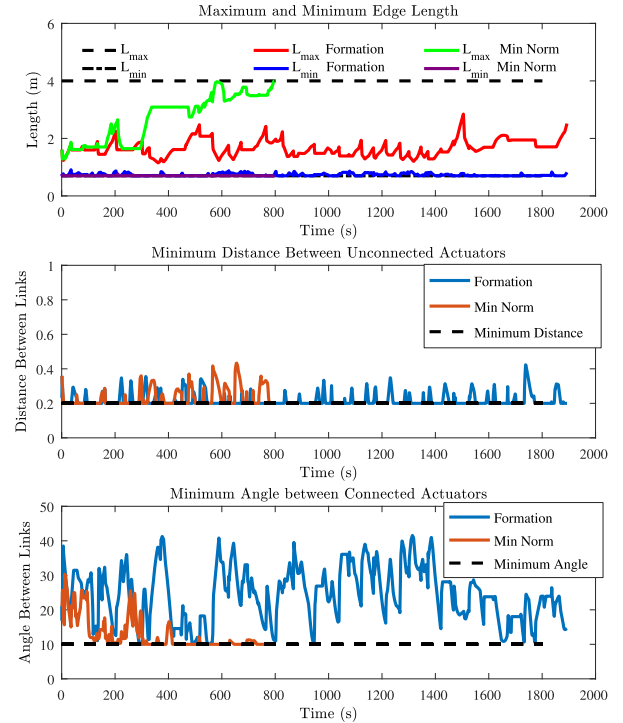 Maximum and Minimum Edge Length
6
4
2
0
Length (m)
L_max
L_max Formation
L_max Min Norm
L_min
L_min Formation
L_min Min Norm
0 200 400 600 800 1000 1200 1400 1600 1800 2000
Time (s)
Minimum Distance Between Unconnected Actuators
1
0.8
0.6
0.4
0.2
0
Distance Between Links
Formation
Min Norm
Minimum Distance
0 200 400 600 800 1000 1200 1400 1600 1800 2000
Time (s)
Minimum Angle between Connected Actuators
50
40
30
20
10
0
Angle Between Links
Formation
Min Norm
Minimum Angle
0 200 400 600 800 1000 1200 1400 1600 1800 2000
Time (s)